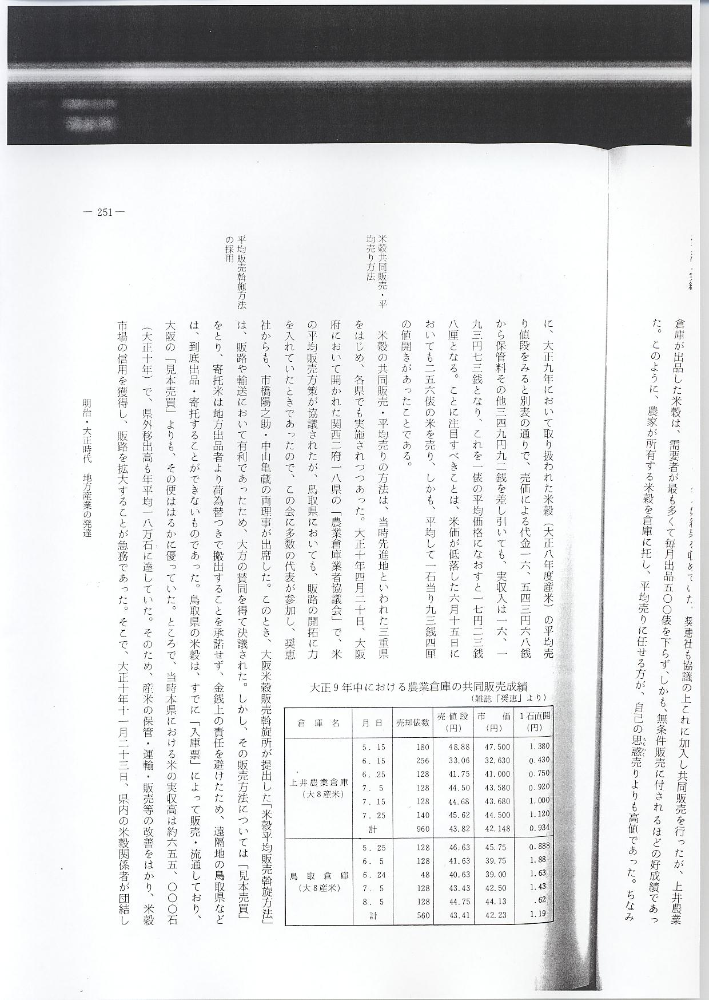 倉庫が出品した米穀は、需要者が最も多くて毎月出品五〇〇俵を下らず、しかも、無条件販売に付されるほどの好成績であっ
た。このように、農家が所有する米穀を倉庫に托し、平均売りに任せる方が、自己の思惑売りよりも高値であった。ちなみ
に、大正九年において取り扱われた米穀（大正八年度産米）の平均売
り値段をみると別表の通りで、売価による代金一六、五四三円六八銭
から保管料その他三四九円九二銭を差し引いても、実収入は一六、一
九三円七三銭となり、これを一俵の平均価格になおすと一七円二三銭
八厘となる。ことに注目すべきことは、米価が低落した六月十五日に
おいても二五六俵の米を売り、しかも、平均して一石当り九三銭四厘
の値開きがあったことである。
米穀共同販売・平
均売り方法
米穀の共同販売・平均売りの方法は、当時先進地といわれた三重県
をはじめ、各県でも実施されつつあった。大正十年四月二十日、大阪
府において開かれた関西二府一八県の「農業倉庫業者協議会」で、米
の平均販売方策が協議されたが、鳥取県においても、販路の開拓に力
を入れていたときであったので、この会に多数の代表が参加し、奨恵
社からも、市橋陽之助・中山亀蔵の両理事が出席した。このとき、大阪米穀販売斡旋所が提出した「米穀平均販売斡旋方法」
平均販売斡施方法
の採用
は、販路や輸送において有利であったため、大方の賛同を得て決議された。しかし、その販売方法については「見本売買」
をとり、寄托米は地方出品者より荷為替つきで搬出することを承諾せず、金銭上の責任を避けたため、遠隔地の鳥取県など
は、到底出品・寄托することができないものであった。鳥取県の米穀は、すでに「入庫票」によって販売・流通しており、
大阪の「見本売買」よりも、その便ははるかに優っていた。ところで、当時本県における米の実収高は約六五五、〇〇〇石
（大正十年）で、県外移出高も年平均一八万石に達していた。そのため、産米の保管・運輸・販売等の改善をはかり、米穀
市場の信用を獲得し、販路を拡大することが急務であった。そこで、大正十年十一月二十三日、県内の米穀関係者が団結し
大正9年中における農業倉庫の共同販売成績
（雑誌「奨恵」より）
倉庫名 月日 売却俵数 売値段(円) 市価(円) 1石直開(円)
上井農業倉庫（大8産米）
5. 15 180 48.88 47.500 1.380
6. 15 256 33.06 32.630 0.430
6. 25 128 41.75 41.000 0.750
7. 5 128 44.50 43.580 0.920
7. 15 128 44.68 43.680 1.000
7. 25 140 45.62 44.500 1.120
計 960 43.82 42.148 0.934
鳥取倉庫（大8産米）
5. 25 128 46.63 45.75 0.888
6. 5 128 41.63 39.75 1.88
6. 24 48 40.63 39.00 1.63
7. 5 128 43.43 42.50 1.43
8. 5 128 44.75 44.13 .62
計 560 43.41 42.23 1.19
明治・大正時代 地方産業の発達
— 251 —